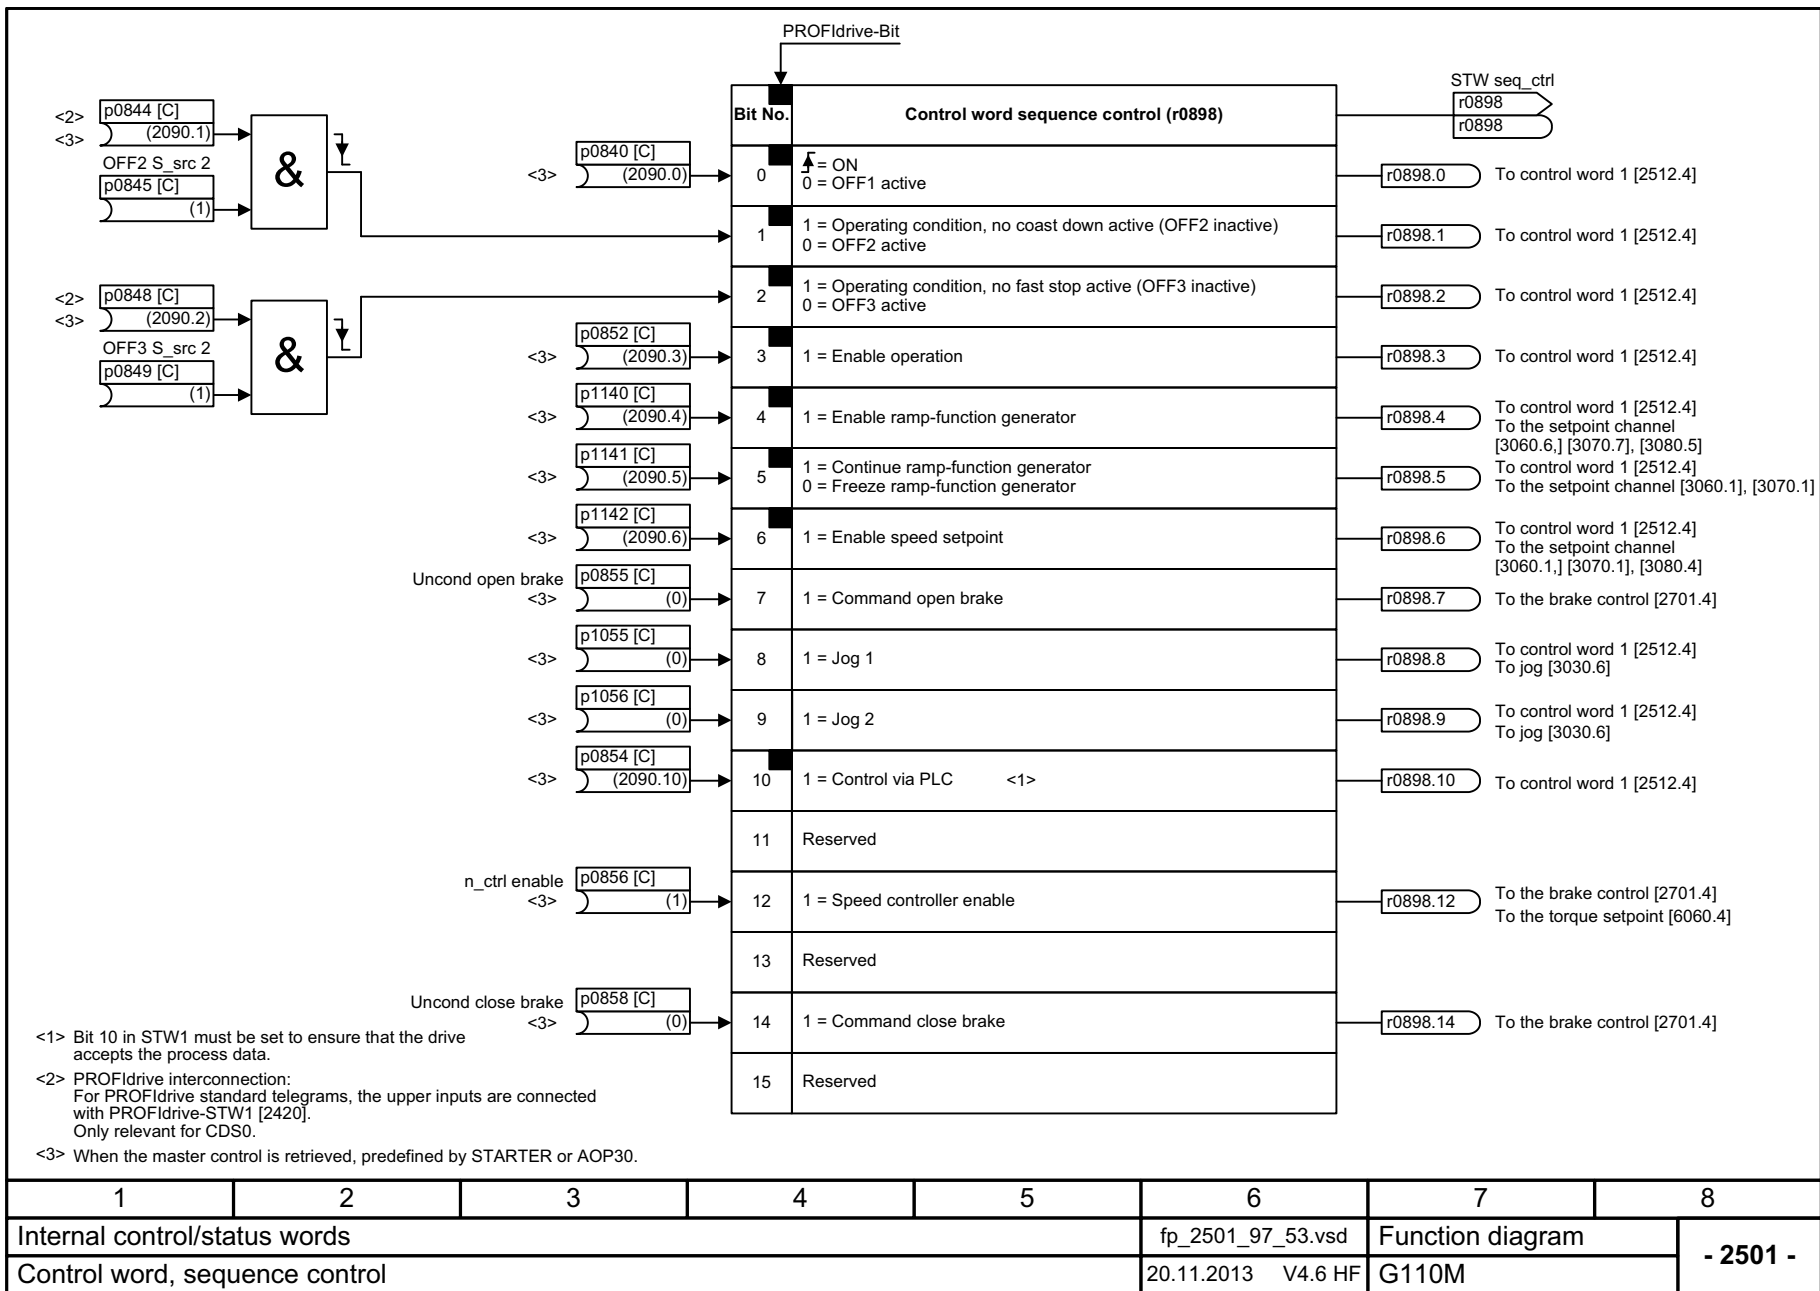 PROFIdrive-Bit
STW seq_ctrl
r0898
r0898
Bit No.
Control word sequence control (r0898)
<2>
<3>
p0844 [C]
(2090.1)
OFF2 S_src 2
p0845 [C]
(1)
&
<3>
p0840 [C]
(2090.0)
0
= ON
0 = OFF1 active
r0898.0
To control word 1 [2512.4]
1
1 = Operating condition, no coast down active (OFF2 inactive)
0 = OFF2 active
r0898.1
To control word 1 [2512.4]
<2>
<3>
p0848 [C]
(2090.2)
OFF3 S_src 2
p0849 [C]
(1)
&
2
1 = Operating condition, no fast stop active (OFF3 inactive)
0 = OFF3 active
r0898.2
To control word 1 [2512.4]
<3>
p0852 [C]
(2090.3)
3
1 = Enable operation
r0898.3
To control word 1 [2512.4]
<3>
p1140 [C]
(2090.4)
4
1 = Enable ramp-function generator
r0898.4
To control word 1 [2512.4]
To the setpoint channel
[3060.6,] [3070.7], [3080.5]
<3>
p1141 [C]
(2090.5)
5
1 = Continue ramp-function generator
0 = Freeze ramp-function generator
r0898.5
To control word 1 [2512.4]
To the setpoint channel [3060.1], [3070.1]
<3>
p1142 [C]
(2090.6)
6
1 = Enable speed setpoint
r0898.6
To control word 1 [2512.4]
To the setpoint channel
[3060.1,] [3070.1], [3080.4]
Uncond open brake
<3>
p0855 [C]
(0)
7
1 = Command open brake
r0898.7
To the brake control [2701.4]
<3>
p1055 [C]
(0)
8
1 = Jog 1
r0898.8
To control word 1 [2512.4]
To jog [3030.6]
<3>
p1056 [C]
(0)
9
1 = Jog 2
r0898.9
To control word 1 [2512.4]
To jog [3030.6]
<3>
p0854 [C]
(2090.10)
10
1 = Control via PLC <1>
r0898.10
To control word 1 [2512.4]
11
Reserved
n_ctrl enable
<3>
p0856 [C]
(1)
12
1 = Speed controller enable
r0898.12
To the brake control [2701.4]
To the torque setpoint [6060.4]
13
Reserved
Uncond close brake
<3>
p0858 [C]
(0)
14
1 = Command close brake
r0898.14
To the brake control [2701.4]
15
Reserved
<1> Bit 10 in STW1 must be set to ensure that the drive
accepts the process data.
<2> PROFIdrive interconnection:
For PROFIdrive standard telegrams, the upper inputs are connected
with PROFIdrive-STW1 [2420].
Only relevant for CDS0.
<3> When the master control is retrieved, predefined by STARTER or AOP30.
1 2 3 4 5 6 7 8
Internal control/status words
fp_2501_97_53.vsd
Function diagram
- 2501 -
Control word, sequence control
20.11.2013 V4.6 HF
G110M